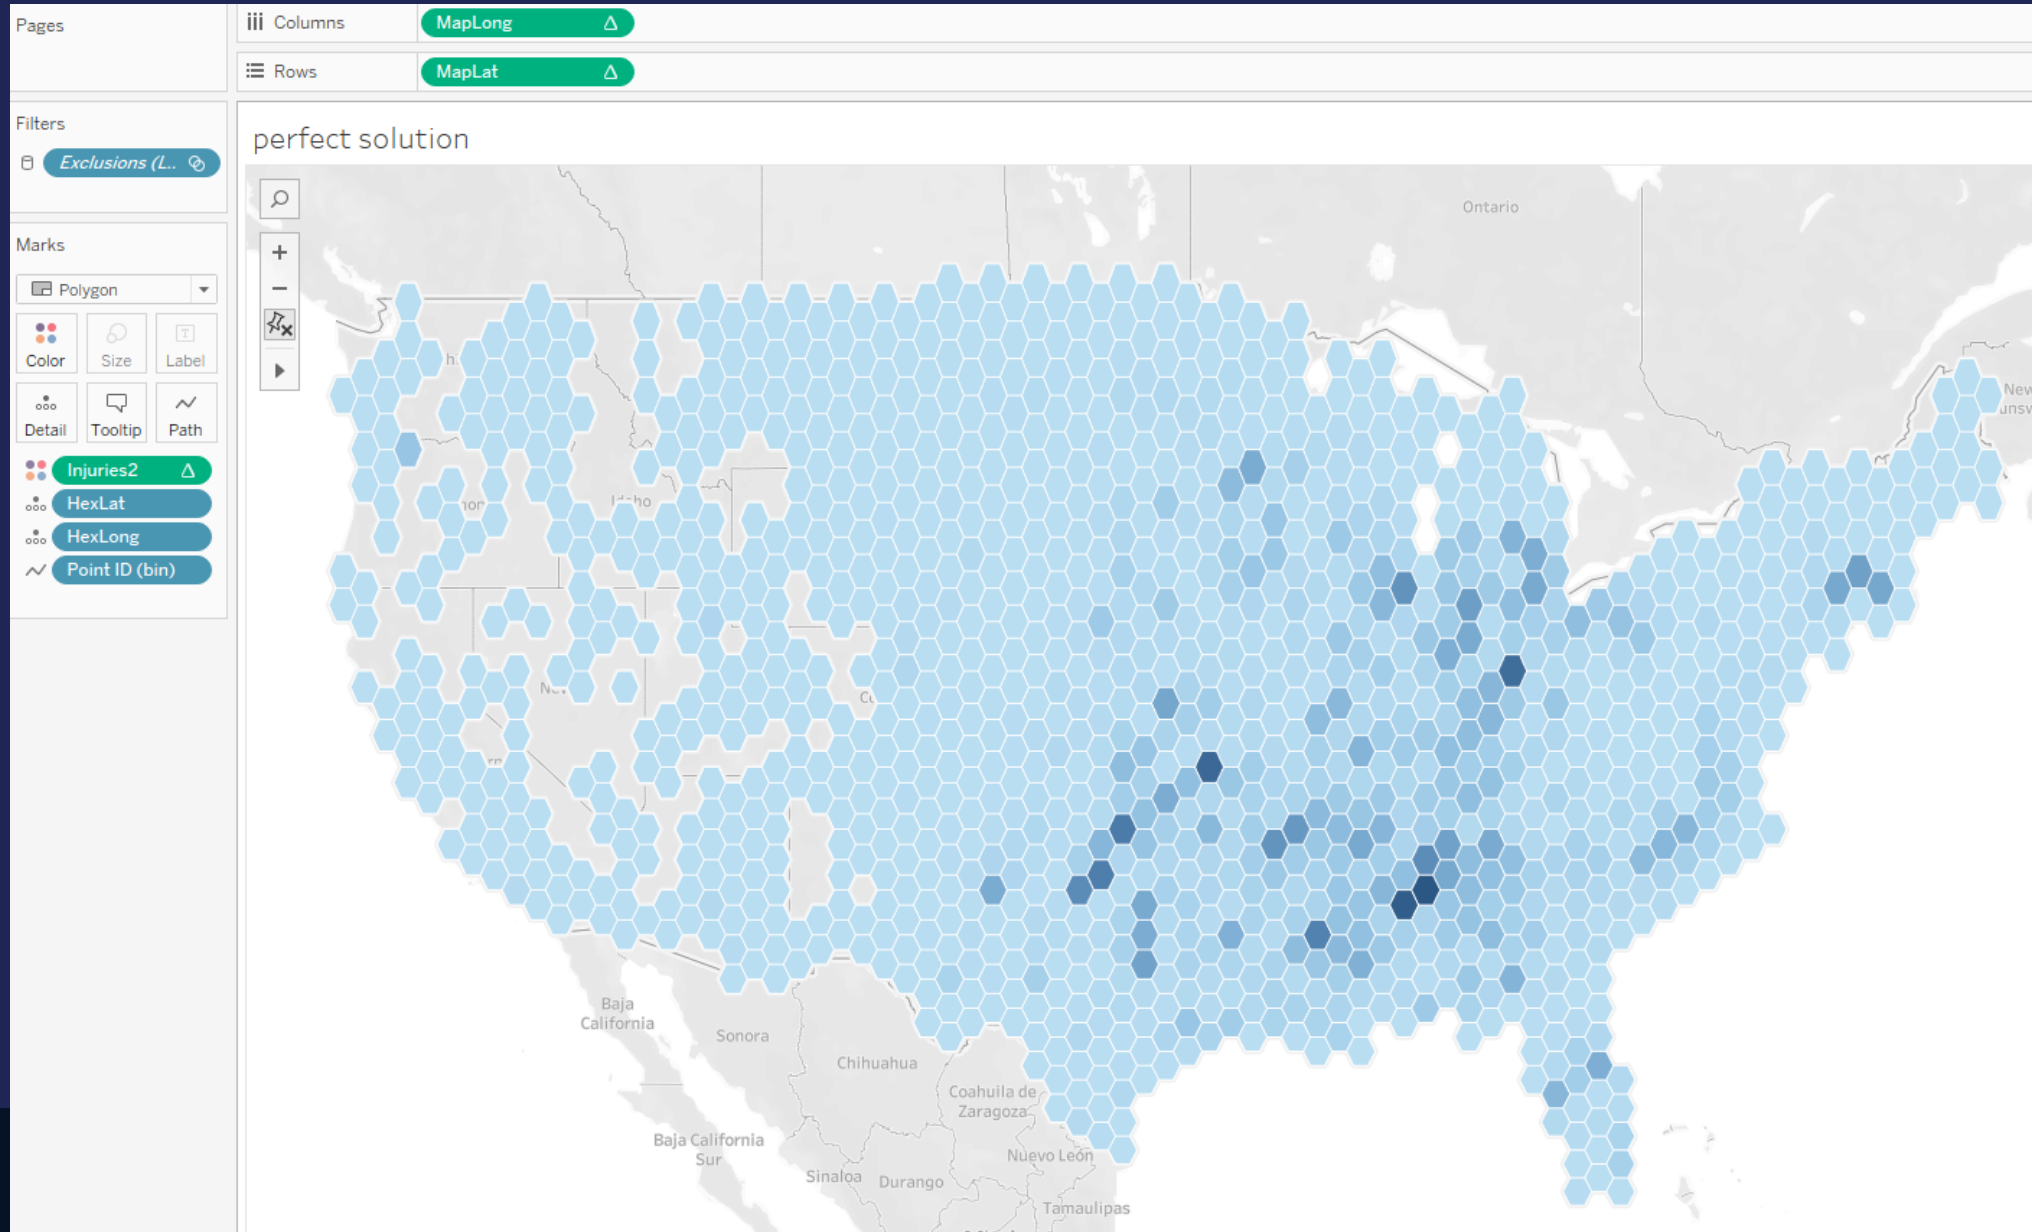 Pages
Columns
MapLong
Rows
MapLat
Filters
Exclusions (L..
perfect solution
Marks
Polygon
Color
Size
Label
Detail
Tooltip
Path
Injuries2
HexLat
HexLong
Point ID (bin)
Ontario
New
Baja
California
Sonora
Chihuahua
Coahuila de
Zaragoza
Baja California
Sur
Nuevo León
Sinaloa
Durango
Tamaulipas